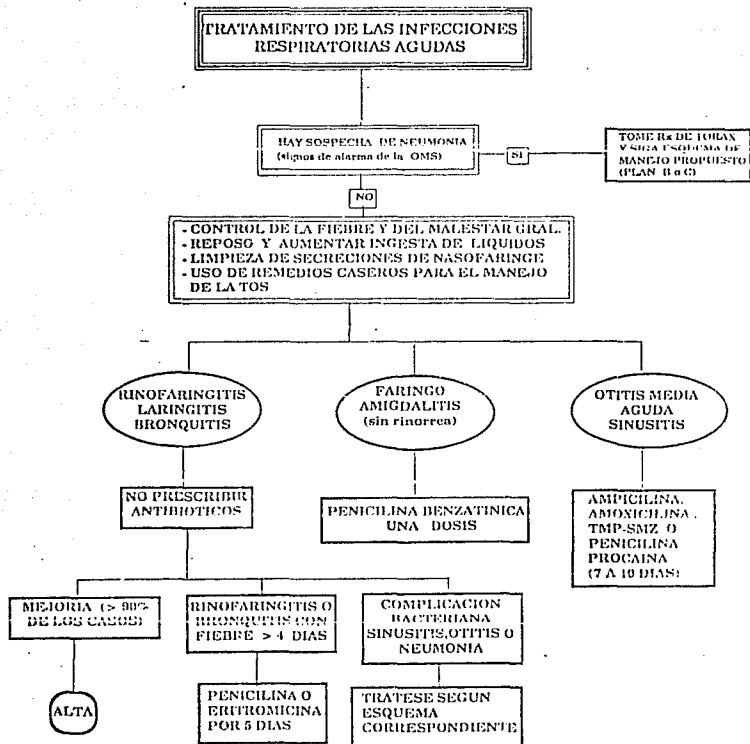 TRATAMIENTO DE LAS INFECCIONES
RESPIRATORIAS AGUDAS
HAY SOSPECHA DE NEUMONIA
(signos de alarma de la OMS)
SI
TOME Rx DE TORAX
Y SIGA ESQUEMA DE
MANEJO PROPUESTO
(PLAN B o C)
NO
- CONTROL DE LA FIEBRE Y DEL MALESTAR GRAL.
- REPOSO Y AUMENTAR INGESTA DE LIQUIDOS
- LIMPIEZA DE SECRECIONES DE NASOFARINGE
- USO DE REMEDIOS CASEROS PARA EL MANEJO
DE LA TOS
RINOFARINGITIS
LARINGITIS
BRONQUITIS
FARINGO
AMIGDALITIS
(sin rinorrea)
OTITIS MEDIA
AGUDA
SINUSITIS
NO PRESCRIBIR
ANTIBIOTICOS
PENICILINA BENZATINICA
UNA DOSIS
AMPICILINA,
AMOXICILINA,
TMP-SMZ O
PENICILINA
PROCAINA
(7 A 10 DIAS)
MEJORIA (> 90%
DE LOS CASOS)
RINOFARINGITIS O
BRONQUITIS CON
FIEBRE > 4 DIAS
COMPLICACION
BACTERIANA
SINUSITIS,OTITIS O
NEUMONIA
ALTA
PENICILINA O
ERITROMICINA
POR 5 DIAS
TRATESE SEGUN
ESQUEMA
CORRESPONDIENTE